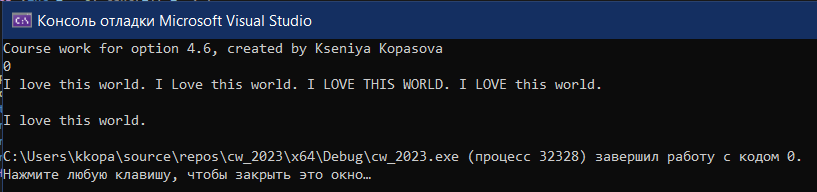 Консоль отладки Microsoft Visual Studio
Course work for option 4.6, created by Kseniya Kopasova
0
I love this world. I Love this world. I LOVE THIS WORLD. I LOVE this world.
I love this world.
C:\Users\kkopa\source\repos\cw_2023\x64\Debug\cw_2023.exe (процесс 32328) завершил работу с кодом 0.
Нажмите любую клавишу, чтобы закрыть это окно…